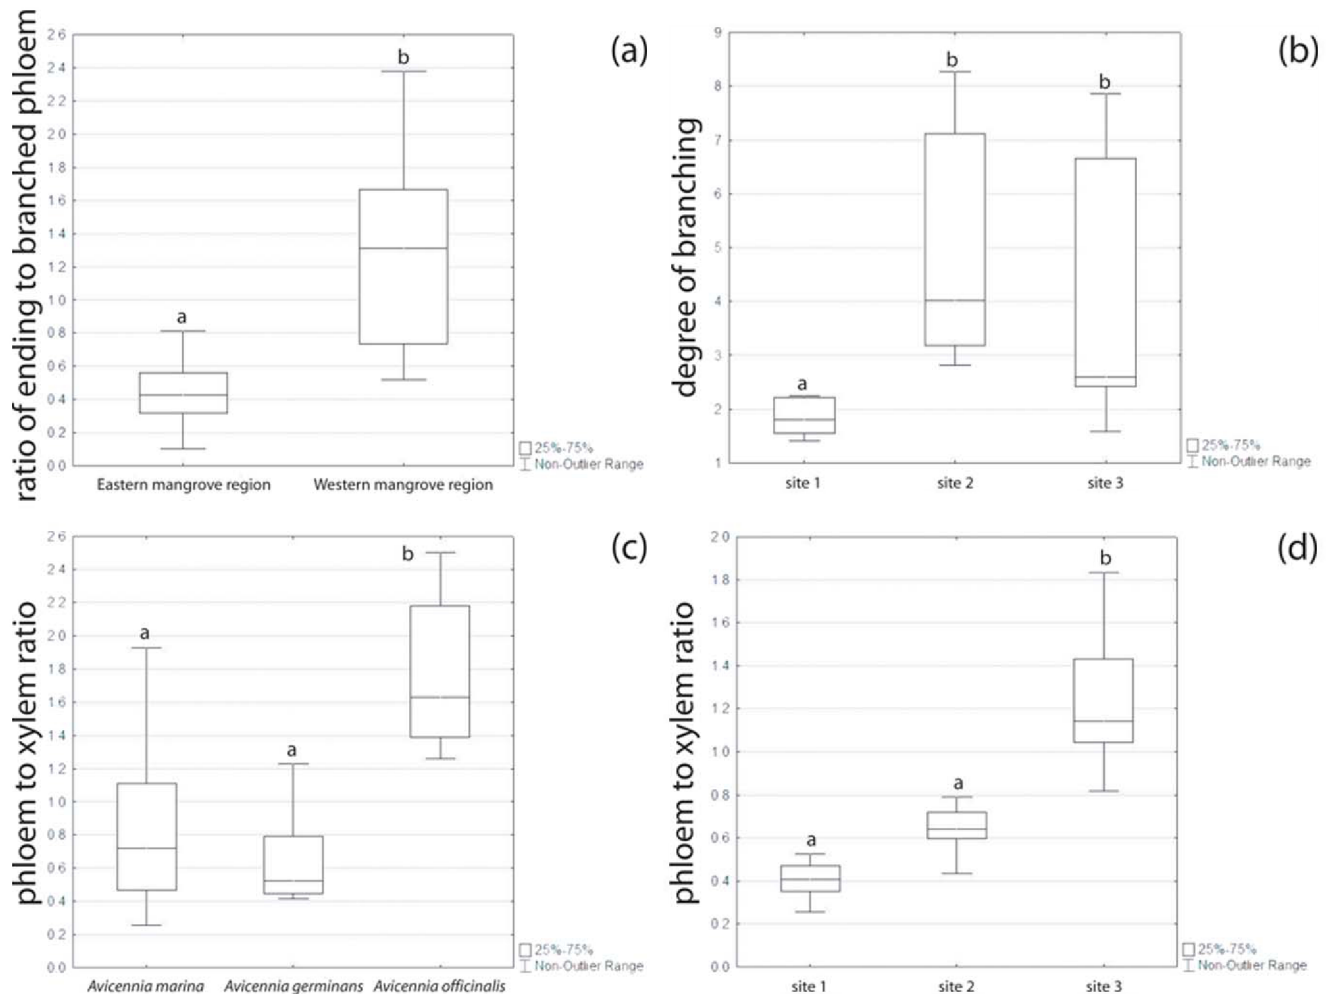 (a)
ratio of ending to branched phloem
2.6
2.4
2.2
2.0
1.8
1.6
1.4
1.2
1.0
0.8
0.6
0.4
0.2
0.0
a
b
Eastern mangrove region
Western mangrove region
25%-75%
Non-Outlier Range
(b)
degree of branching
9
8
7
6
5
4
3
2
1
a
b
b
site 1
site 2
site 3
25%-75%
Non-Outlier Range
(c)
phloem to xylem ratio
2.6
2.4
2.2
2.0
1.8
1.6
1.4
1.2
1.0
0.8
0.6
0.4
0.2
0.0
a
a
b
Avicennia marina
Avicennia germinans
Avicennia officinalis
25%-75%
Non-Outlier Range
(d)
phloem to xylem ratio
2.0
1.8
1.6
1.4
1.2
1.0
0.8
0.6
0.4
0.2
0.0
a
a
b
site 1
site 2
site 3
25%-75%
Non-Outlier Range